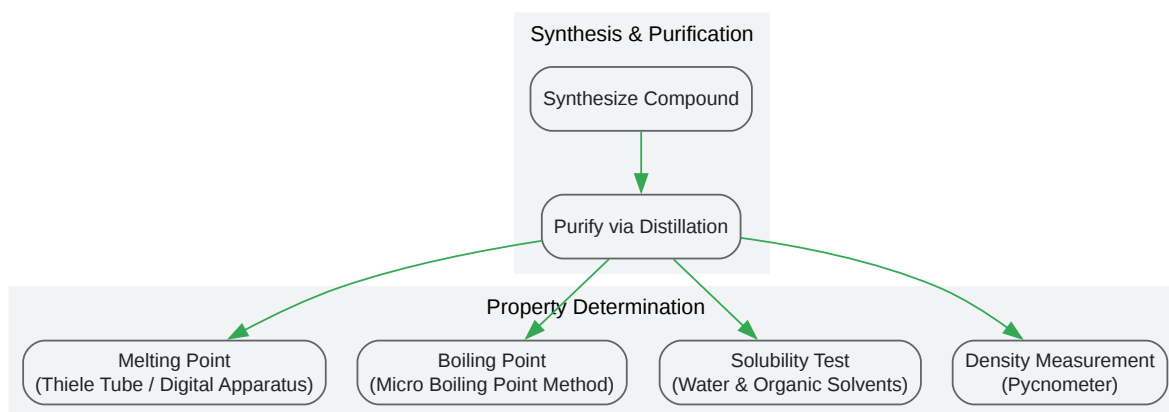 Synthesis & Purification
Synthesize Compound
Purify via Distillation
Property Determination
Melting Point
(Thiele Tube / Digital Apparatus)
Boiling Point
(Micro Boiling Point Method)
Solubility Test
(Water & Organic Solvents)
Density Measurement
(Pycnometer)